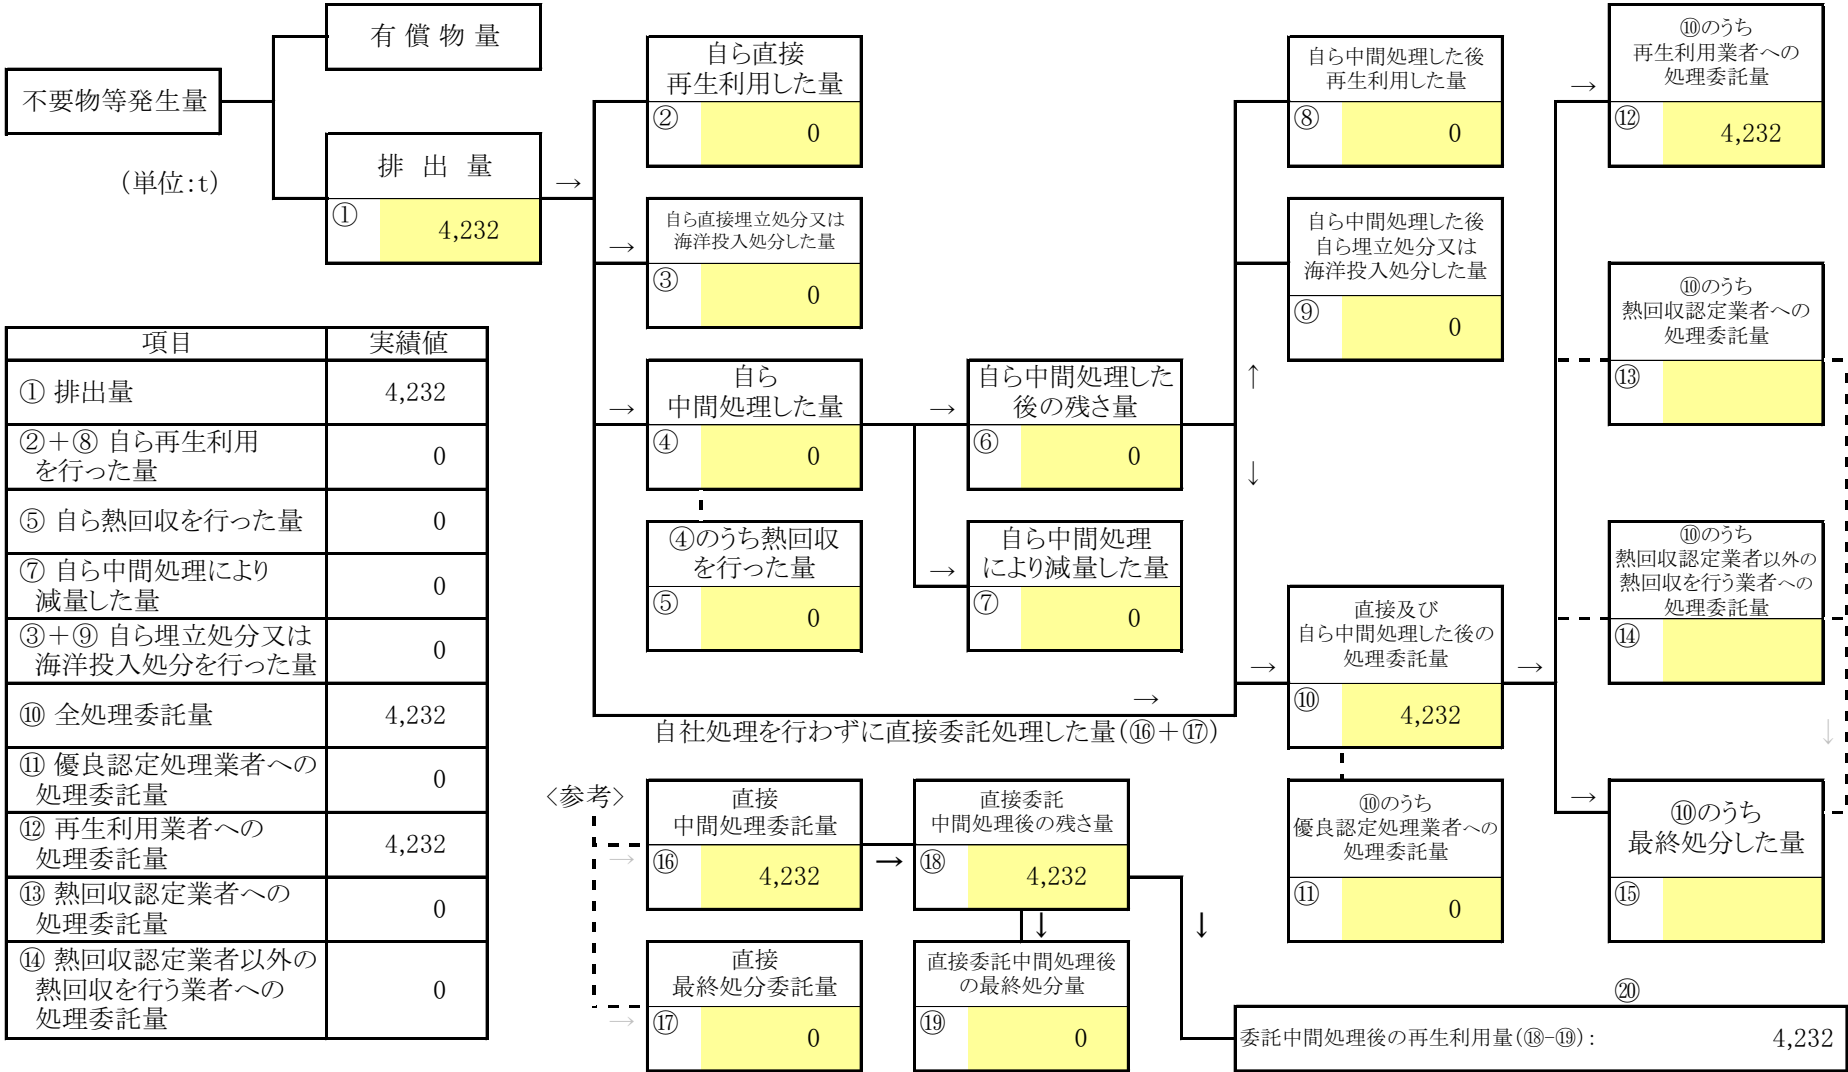 不要物等発生量
有 償 物 量
(単位:t)
排 出 量
①
4,232
→
自ら直接
再生利用した量
②
0
→
自ら直接埋立処分又は
海洋投入処分した量
③
0
→
自ら
中間処理した量
④
0
④のうち熱回収
を行った量
⑤
0
→
自ら中間処理した
後の残さ量
⑥
0
→
自ら中間処理
により減量した量
⑦
0
自ら中間処理した後
再生利用した量
⑧
0
自ら中間処理した後
自ら埋立処分又は
海洋投入処分した量
⑨
0
↑
↓
→
自社処理を行わずに直接委託処理した量(⑯+⑰)
→
直接及び
自ら中間処理した後の
処理委託量
⑩
4,232
→
⑩のうち
優良認定処理業者への
処理委託量
⑪
0
→
⑩のうち
再生利用業者への
処理委託量
⑫
4,232
⑩のうち
熱回収認定業者への
処理委託量
⑬
⑩のうち
熱回収認定業者以外の
熱回収を行う業者への
処理委託量
⑭
↓
→
⑩のうち
最終処分した量
⑮
項目 実績値
① 排出量 4,232
②+⑧ 自ら再生利用
を行った量 0
⑤ 自ら熱回収を行った量 0
⑦ 自ら中間処理により
減量した量 0
③+⑨ 自ら埋立処分又は
海洋投入処分を行った量 0
⑩ 全処理委託量 4,232
⑪ 優良認定処理業者への
処理委託量 0
⑫ 再生利用業者への
処理委託量 4,232
⑬ 熱回収認定業者への
処理委託量 0
⑭ 熱回収認定業者以外の
熱回収を行う業者への
処理委託量 0
<参考>
→
直接
中間処理委託量
⑯
4,232
→
直接委託
中間処理後の残さ量
⑱
4,232
↓
↓
→
直接
最終処分委託量
⑰
0
直接委託中間処理後
の最終処分量
⑲
0
⑳
委託中間処理後の再生利用量(⑱-⑲): 4,232